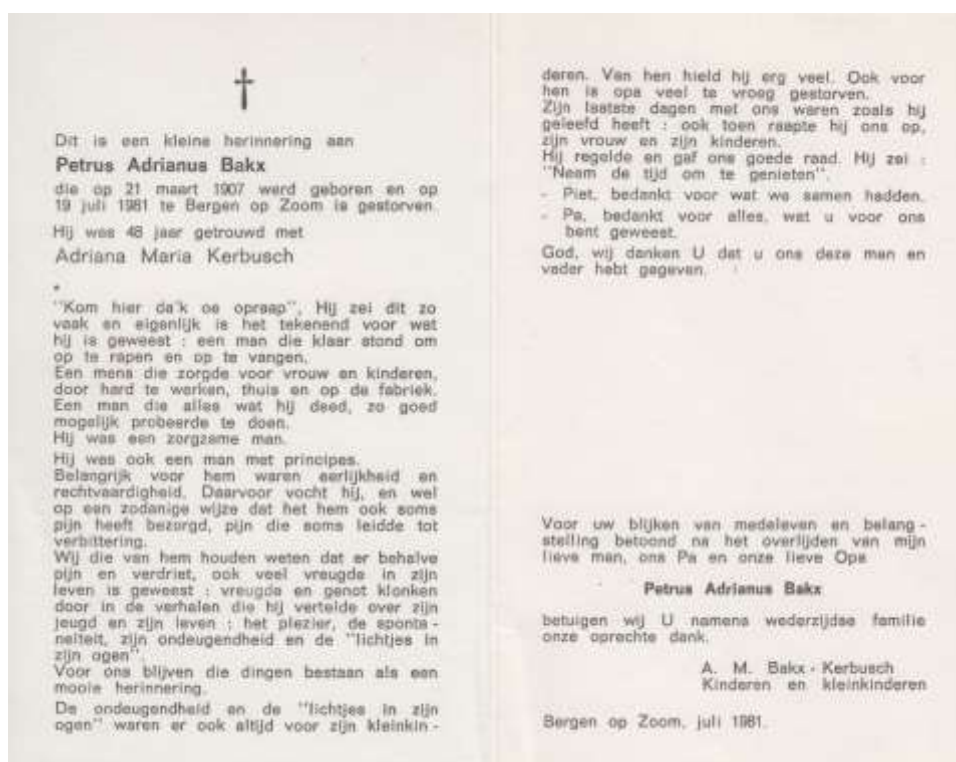 Dit is een kleine herinnering aan
Petrus Adrianus Bakx
die op 21 maart 1907 werd geboren en op
19 juli 1981 te Bergen op Zoom is gestorven.
Hij was 48 jaar getrouwd met
Adriana Maria Kerbusch
*
"Kom hier da'k oe opraap", Hij zei dit zo
vaak en eigenlijk is het tekenend voor wat
hij is geweest : een man die klaar stond om
op te rapen en op te vangen.
Een mens die zorgde voor vrouw en kinderen,
door hard te werken, thuis en op de fabriek.
Een man die alles wat hij deed, zo goed
mogelijk probeerde te doen.
Hij was een zorgzame man.
Hij was ook een man met principes.
Belangrijk voor hem waren eerlijkheid en
rechtvaardigheid. Daarvoor vocht hij, en wel
op een zodanige wijze dat het hem ook soms
pijn heeft bezorgd, pijn die soms leidde tot
verbittering.
Wij die van hem houden weten dat er behalve
pijn en verdriet, ook veel vreugde in zijn
leven is geweest : vreugde en genot klonken
door in de verhalen die hij vertelde over zijn
jeugd en zijn leven : het plezier, de sponta-
neïteit, zijn ondeugendheid en de "lichtjes in
zijn ogen".
Voor ons blijven die dingen bestaan als een
mooie herinnering.
De ondeugendheid en de "lichtjes in zijn
ogen" waren er ook altijd voor zijn kleinkin-
deren. Van hen hield hij erg veel. Ook voor
hen is opa veel te vroeg gestorven.
Zijn laatste dagen met ons waren zoals hij
geleefd heeft : ook toen raapte hij ons op,
zijn vrouw en zijn kinderen.
Hij regelde en gaf ons goede raad. Hij zei :
"Neem de tijd om te genieten".
- Piet, bedankt voor wat we samen hadden.
- Pa, bedankt voor alles, wat u voor ons
bent geweest.
God, wij danken U dat u ons deze man en
vader hebt gegeven.
Voor uw blijken van medeleven en belang-
stelling betoond na het overlijden van mijn
lieve man, ons Pa en onze lieve Opa
Petrus Adrianus Bakx
betuigen wij U namens wederzijdse familie
onze oprechte dank.
A. M. Bakx - Kerbusch
Kinderen en kleinkinderen
Bergen op Zoom, juli 1981.